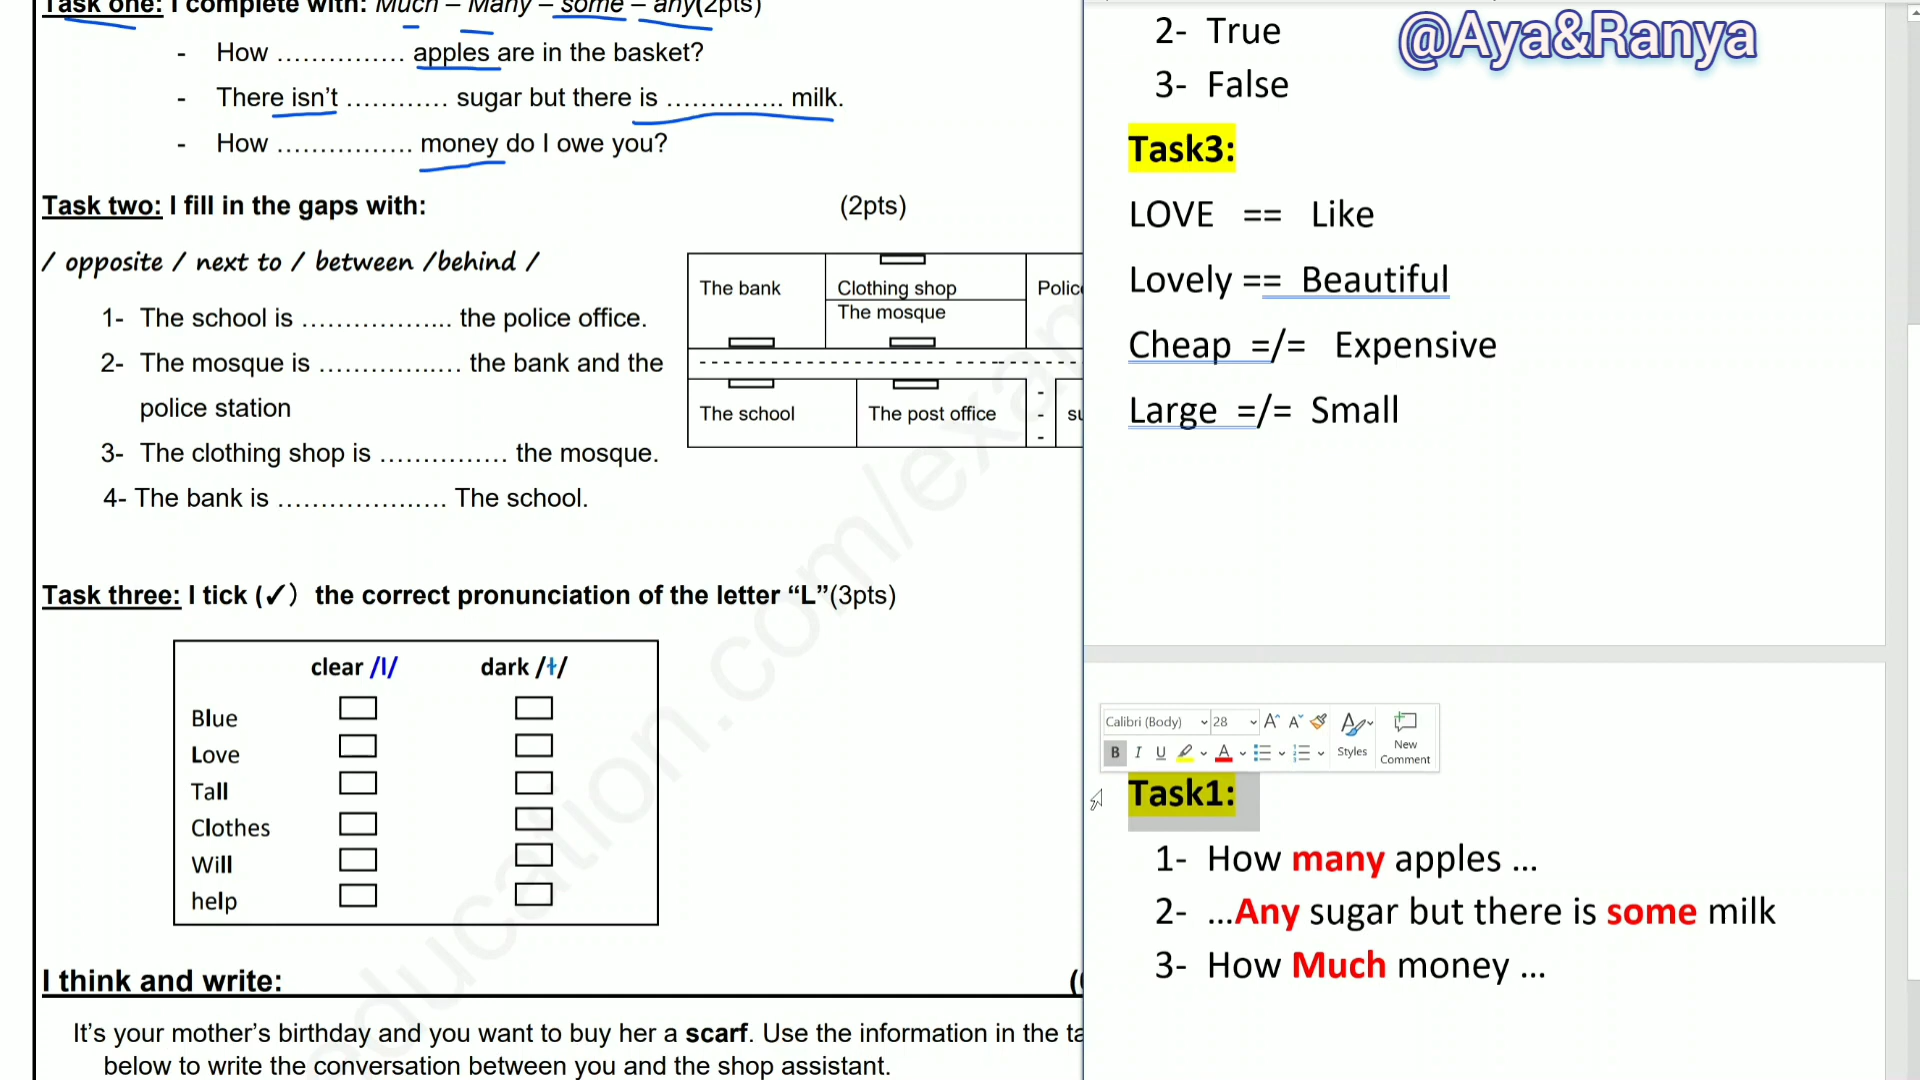 Task one: I complete with: Much – Many – some – any(2pts)
- How …………… apples are in the basket?
- There isn't ………… sugar but there is ………….. milk.
- How ……………. money do I owe you?
Task two: I fill in the gaps with: (2pts)
/ opposite / next to / between /behind /
1- The school is ……………... the police office.
2- The mosque is ……………. the bank and the
police station
3- The clothing shop is …………… the mosque.
4- The bank is ………………. The school.
The bank
Clothing shop
The mosque
The school
The post office
Task three: I tick (✓) the correct pronunciation of the letter “L”(3pts)
clear /l/ dark /ɫ/
Blue
Love
Tall
Clothes
Will
help
I think and write:
It's your mother's birthday and you want to buy her a scarf. Use the information in the
below to write the conversation between you and the shop assistant.
@Aya&Ranya
2- True
3- False
Task3:
LOVE == Like
Lovely == Beautiful
Cheap =/= Expensive
Large =/= Small
Calibri (Body) 28
B I U Styles New
Comment
Task1:
1- How many apples ...
2- ...Any sugar but there is some milk
3- How Much money ...